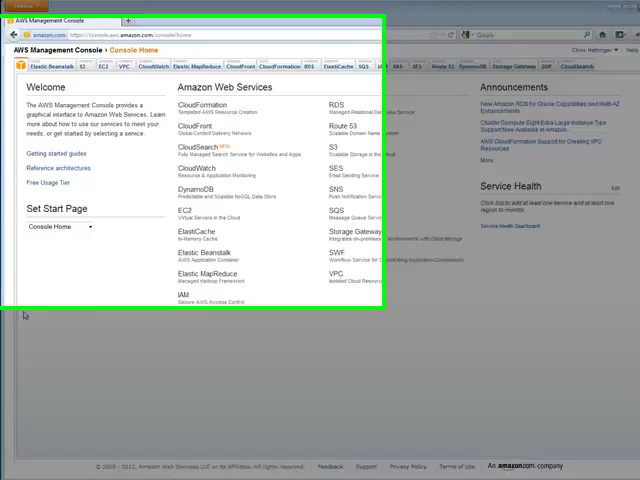 AWS Management Console
amazon.com https://console.aws.amazon.com/console/home
Google
AWS Management Console > Console Home
Chris Hettinger
Help
Elastic Beanstalk S3 EC2 VPC CloudWatch Elastic MapReduce CloudFront CloudFormation RDS ElastiCache SQS IAM SNS SES Route 53 DynamoDB Storage Gateway SWF CloudSearch
Welcome
The AWS Management Console provides a
graphical interface to Amazon Web Services. Learn
more about how to use our services to meet your
needs, or get started by selecting a service.
Getting started guides
Reference architectures
Free Usage Tier
Set Start Page
Console Home
Amazon Web Services
CloudFormation
Templated AWS Resource Creation
CloudFront
Global Content Delivery Network
CloudSearch NEW
Fully Managed Search Service for Websites and Apps
CloudWatch
Resource & Application Monitoring
DynamoDB
Predictable and Scalable NoSQL Data Store
EC2
Virtual Servers in the Cloud
ElastiCache
In-Memory Cache
Elastic Beanstalk
AWS Application Container
Elastic MapReduce
Managed Hadoop Framework
IAM
Secure AWS Access Control
RDS
Managed Relational Database Service
Route 53
Scalable Domain Name
S3
Scalable Storage in the Cloud
SES
Email Sending Service
SNS
Push Notification Service
SQS
Message Queue Service
Storage Gateway
Integrates on-premises environments with Cloud storage
SWF
Workflow Service for Coordinating Application Components
VPC
Isolated Cloud Resources
Announcements
New Amazon RDS for Oracle Capabilities and Multi-AZ
Enhancements
Cluster Compute Eight Extra Large Instance Type
Support Now Available in Amazon...
AWS CloudFormation Support for Creating VPC
Resources
More
Service Health
Edit
Click Edit to add at least one service and at least one
region to monitor.
Service Health Dashboard
© 2008 - 2012, Amazon Web Services LLC or its affiliates. All rights reserved.
Feedback
Support
Privacy Policy
Terms of Use
An amazon.com company